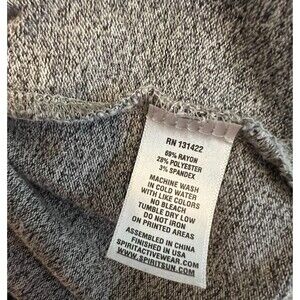 RN 131422
69% RAYON
28% POLYESTER
3% SPANDEX
MACHINE WASH
IN COLD WATER
WITH LIKE COLORS
NO BLEACH
TUMBLE DRY LOW
DO NOT IRON
ON PRINTED AREAS
ASSEMBLED IN CHINA
FINISHED IN USA
SPIRITACTIVEWEAR.COM
WWW.SPIRITSUN.COM